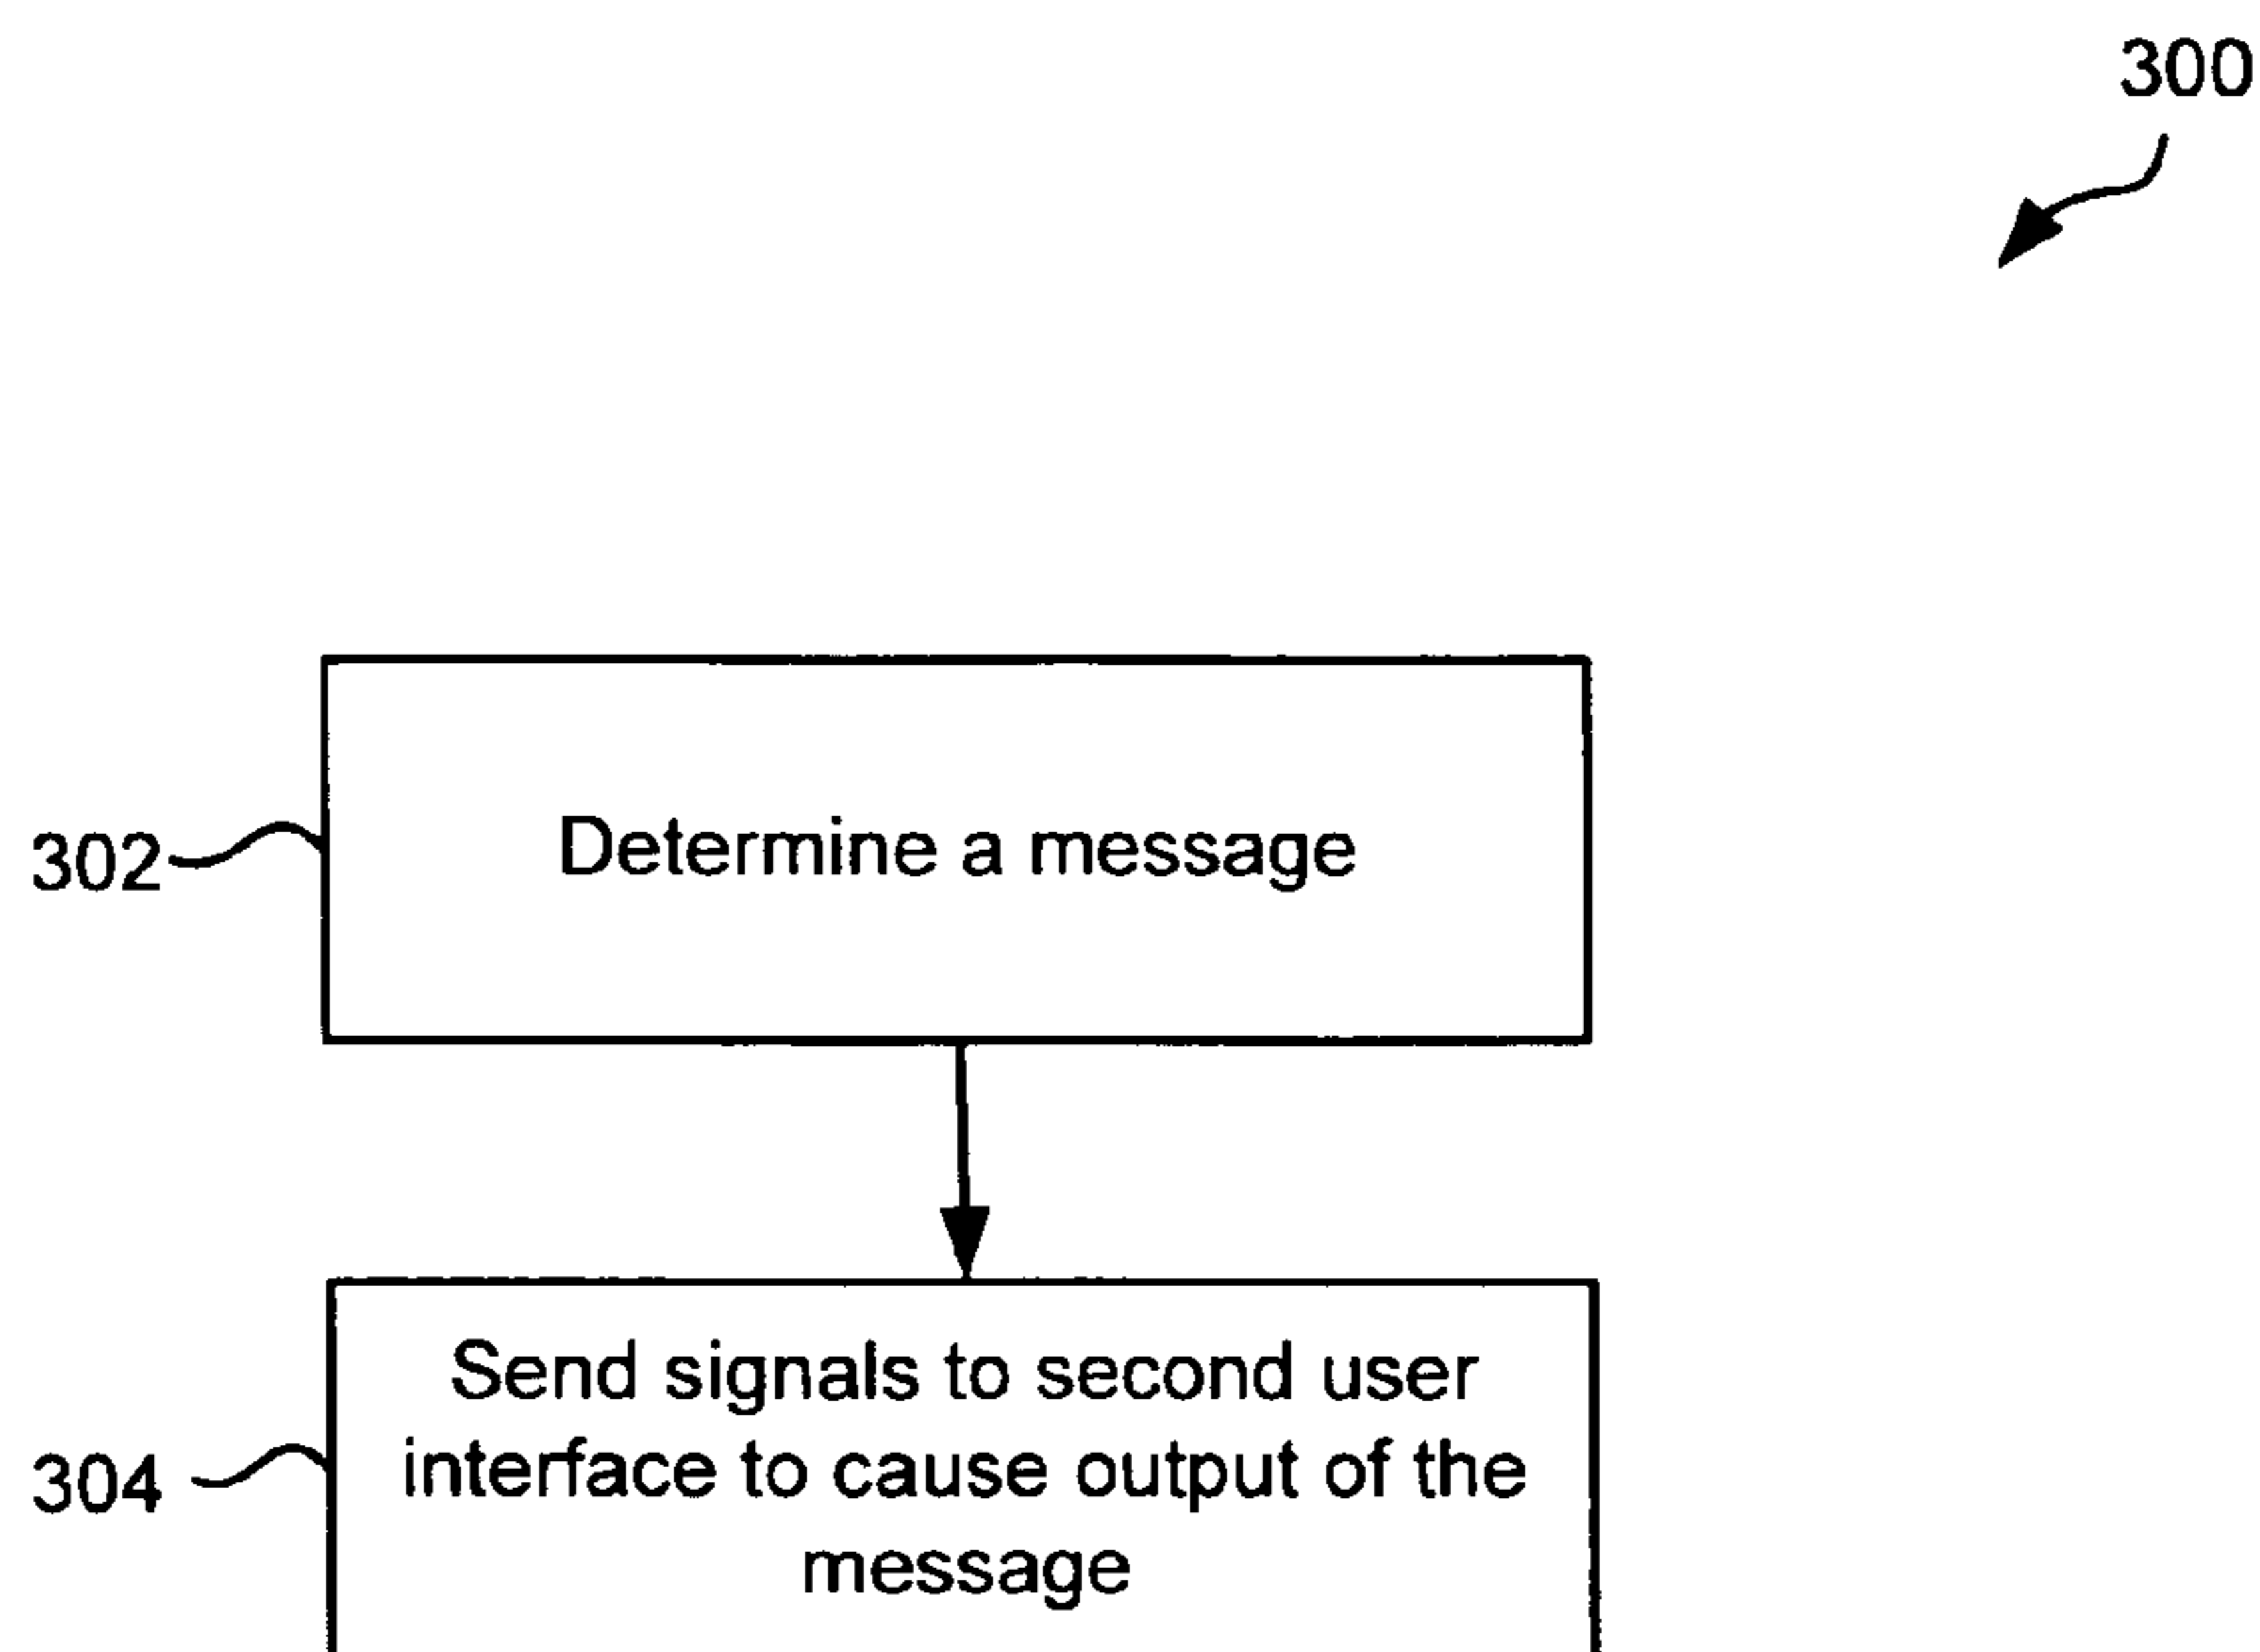 300
302
Determine a message
304
Send signals to second user
interface to cause output of the
message